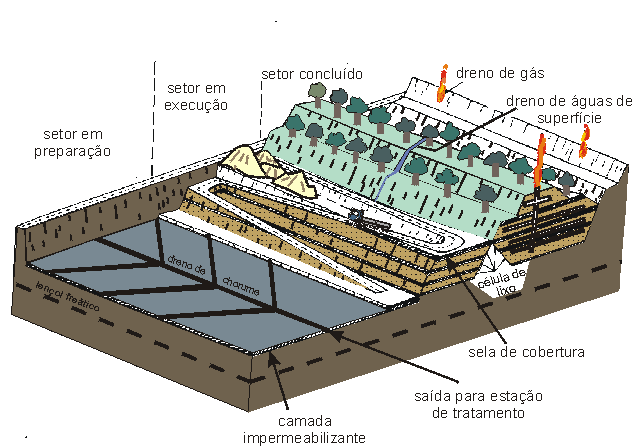 setor em
preparação
setor em
execução
setor concluído
dreno de gás
dreno de águas de
superfície
dreno de chorume
lençol freático
célula de
lixo
sela de cobertura
saída para estação
de tratamento
camada
impermeabilizante